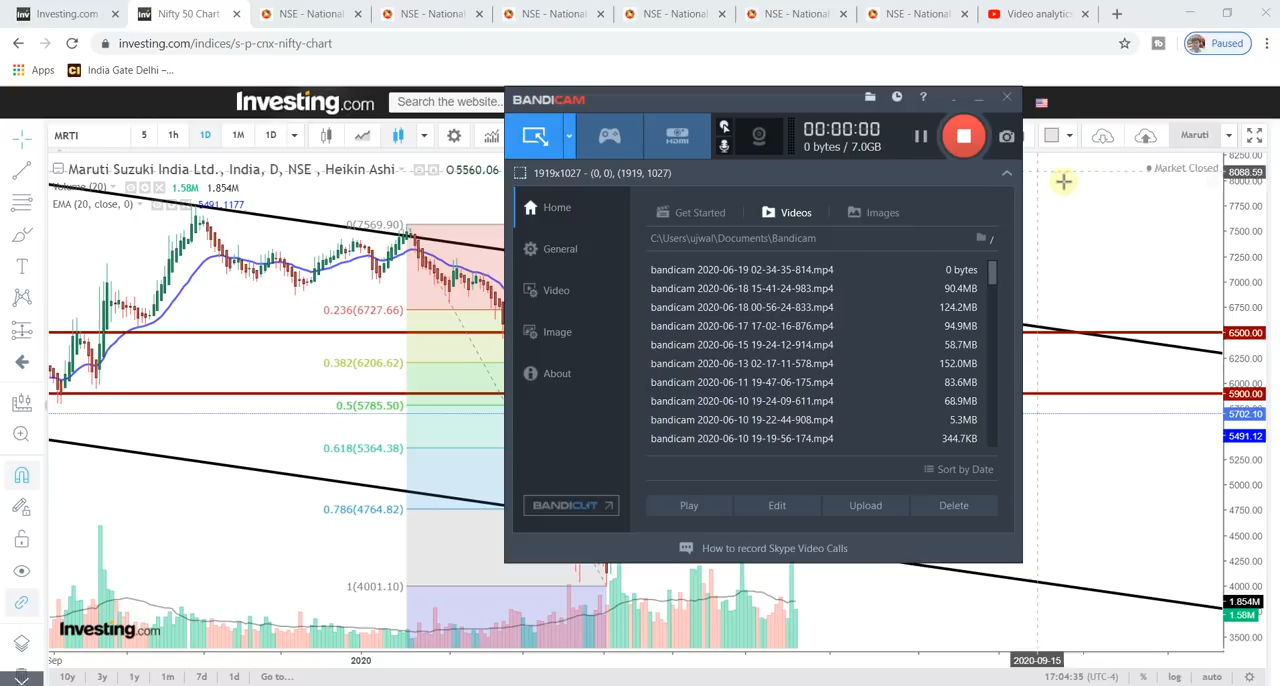 Investing.com
Nifty 50 Chart
NSE - National
NSE - National
NSE - National
NSE - National
NSE - National
NSE - National
Video analytic
investing.com/indices/s-p-cnx-nifty-chart
Paused
Apps
India Gate Delhi –...
Investing.com
Search the website..
BANDICAM
HDMI
00:00:00
0 bytes / 7.0GB
MRTI
5
1h
1D
1M
1D
Maruti
1919x1027 - (0, 0), (1919, 1027)
Maruti Suzuki India Ltd., India, D, NSE , Heikin Ashi
O 5560.06
Market Closed
Volume (20)
1.58M
1.854M
EMA (20, close, 0)
5491.1177
Home
General
Video
Image
About
BANDICUT
Get Started
Videos
Images
C:\Users\ujwal\Documents\Bandicam
/
bandicam 2020-06-19 02-34-35-814.mp4 0 bytes
bandicam 2020-06-18 15-41-24-983.mp4 90.4MB
bandicam 2020-06-18 00-56-24-833.mp4 124.2MB
bandicam 2020-06-17 17-02-16-876.mp4 94.9MB
bandicam 2020-06-15 19-24-12-914.mp4 58.7MB
bandicam 2020-06-13 02-17-11-578.mp4 152.0MB
bandicam 2020-06-11 19-47-06-175.mp4 83.6MB
bandicam 2020-06-10 19-24-09-611.mp4 68.9MB
bandicam 2020-06-10 19-22-44-908.mp4 5.3MB
bandicam 2020-06-10 19-19-56-174.mp4 344.7KB
Sort by Date
Play
Edit
Upload
Delete
How to record Skype Video Calls
0(7569.90)
0.236(6727.66)
0.382(6206.62)
0.5(5785.50)
0.618(5364.38)
0.786(4764.82)
1(4001.10)
8250.00
8088.59
8000.00
7750.00
7500.00
7250.00
7000.00
6750.00
6500.00
6250.00
6000.00
5900.00
5702.10
5491.12
5250.00
5000.00
4750.00
4500.00
4250.00
4000.00
1.854M
1.58M
3500.00
Investing.com
Sep
2020
2020-09-15
10y
3y
1y
1m
7d
1d
Go to...
17:04:35 (UTC-4)
%
log
auto